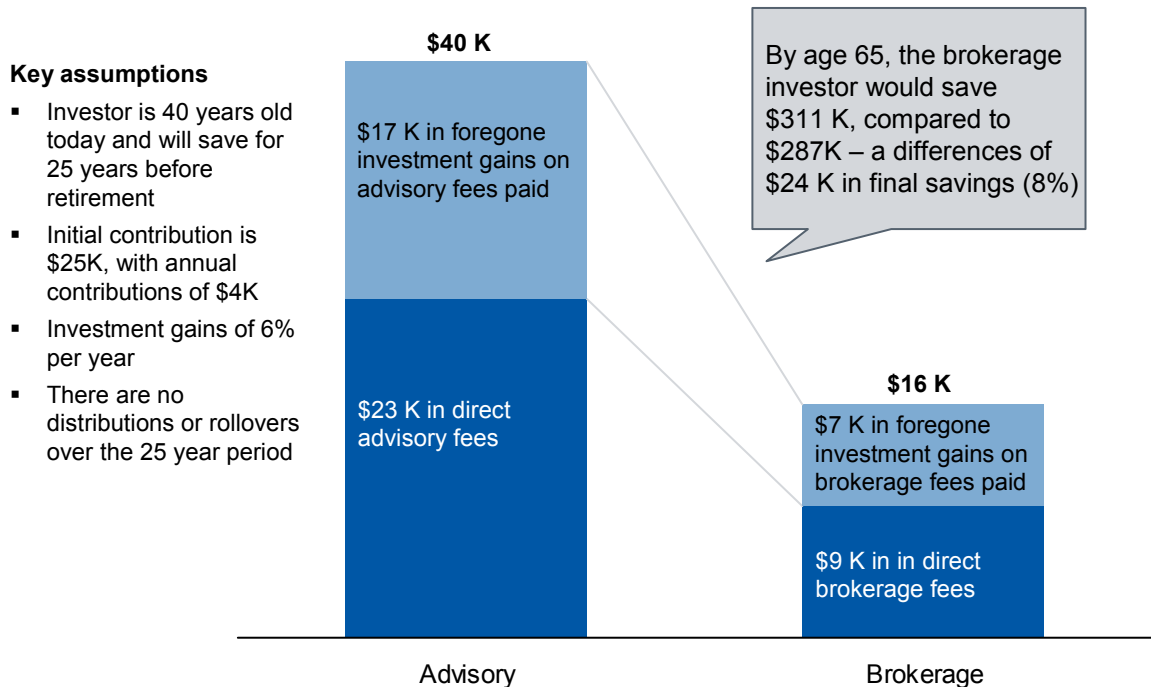 Key assumptions
▪ Investor is 40 years old
today and will save for
25 years before
retirement
▪ Initial contribution is
$25K, with annual
contributions of $4K
▪ Investment gains of 6%
per year
▪ There are no
distributions or rollovers
over the 25 year period
$40 K
$17 K in foregone
investment gains on
advisory fees paid
$23 K in direct
advisory fees
Advisory
By age 65, the brokerage
investor would save
$311 K, compared to
$287K – a differences of
$24 K in final savings (8%)
$16 K
$7 K in foregone
investment gains on
brokerage fees paid
$9 K in in direct
brokerage fees
Brokerage